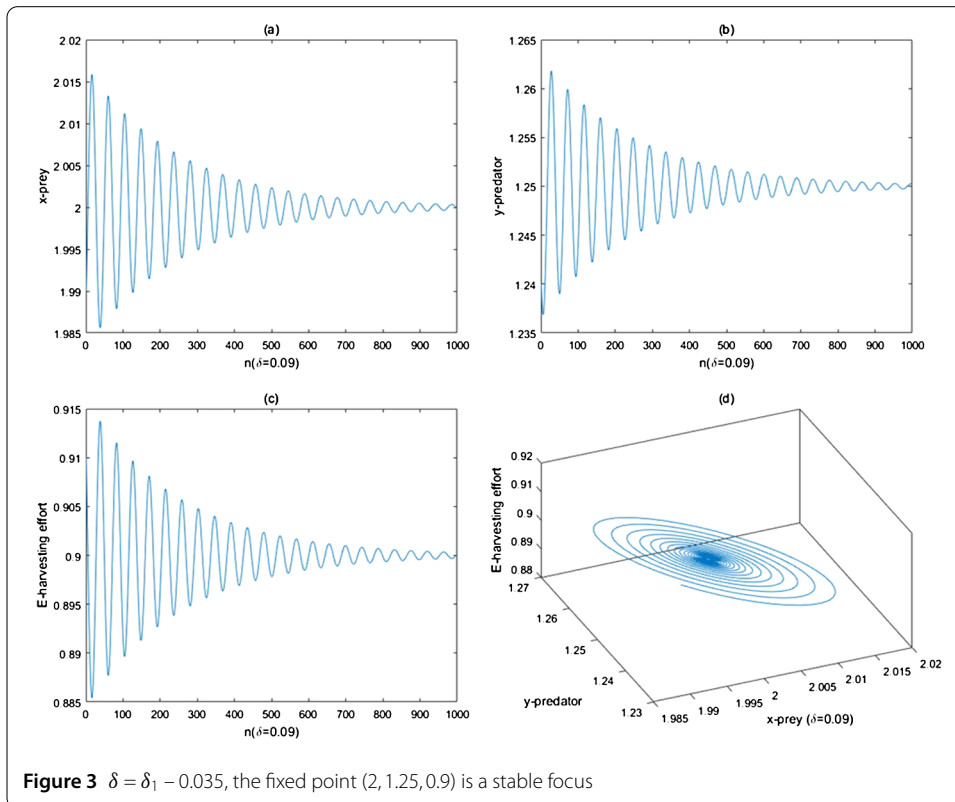 (a)
2.02
2.015
2.01
2.005
2
1.995
1.99
1.985
x-prey
0 100 200 300 400 500 600 700 800 900 1000
n(δ=0.09)
(b)
1.265
1.26
1.255
1.25
1.245
1.24
1.235
y-predator
0 100 200 300 400 500 600 700 800 900 1000
n(δ=0.09)
(c)
0.915
0.91
0.905
0.9
0.895
0.89
0.885
E-harvesting effort
0 100 200 300 400 500 600 700 800 900 1000
n(δ=0.09)
(d)
0.92
0.91
0.9
0.89
0.88
E-harvesting effort
1.27
1.26
1.25
1.24
1.23
y-predator
1.985 1.99 1.995 2 2.005 2.01 2.015 2.02
x-prey (δ=0.09)
Figure 3 δ = δ₁ – 0.035, the fixed point (2, 1.25, 0.9) is a stable focus